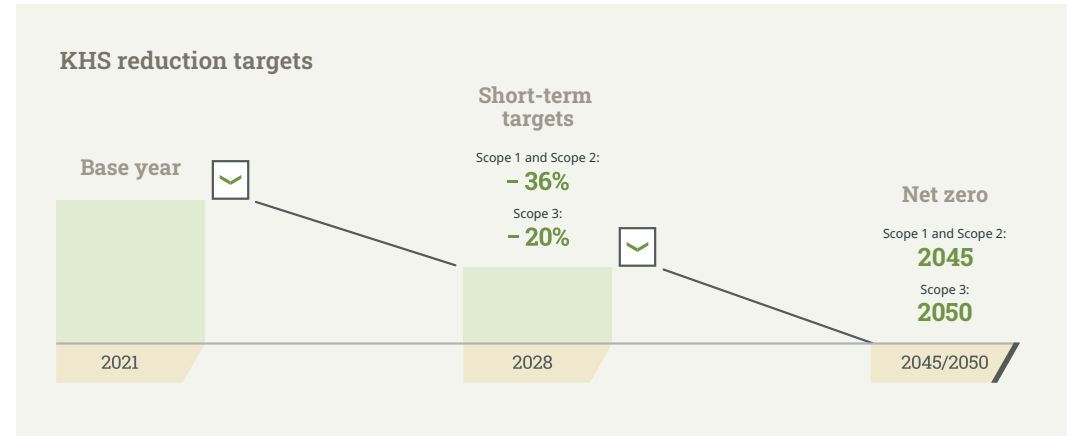 KHS reduction targets
Base year
Short-term
targets
Scope 1 and Scope 2:
– 36%
Scope 3:
– 20%
Net zero
Scope 1 and Scope 2:
2045
Scope 3:
2050
2021
2028
2045/2050